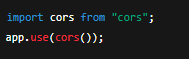 import cors from "cors";
app.use(cors());